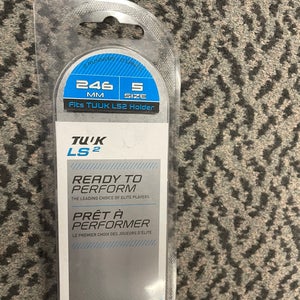 246 5
MM SIZE
Fits TUUK LS2 Holder
TUUK
LS²
READY TO
PERFORM
THE LEADING CHOICE OF ELITE PLAYERS
PRÊT À
PERFORMER
LE PREMIER CHOIX DES JOUEURS D'ÉLITE